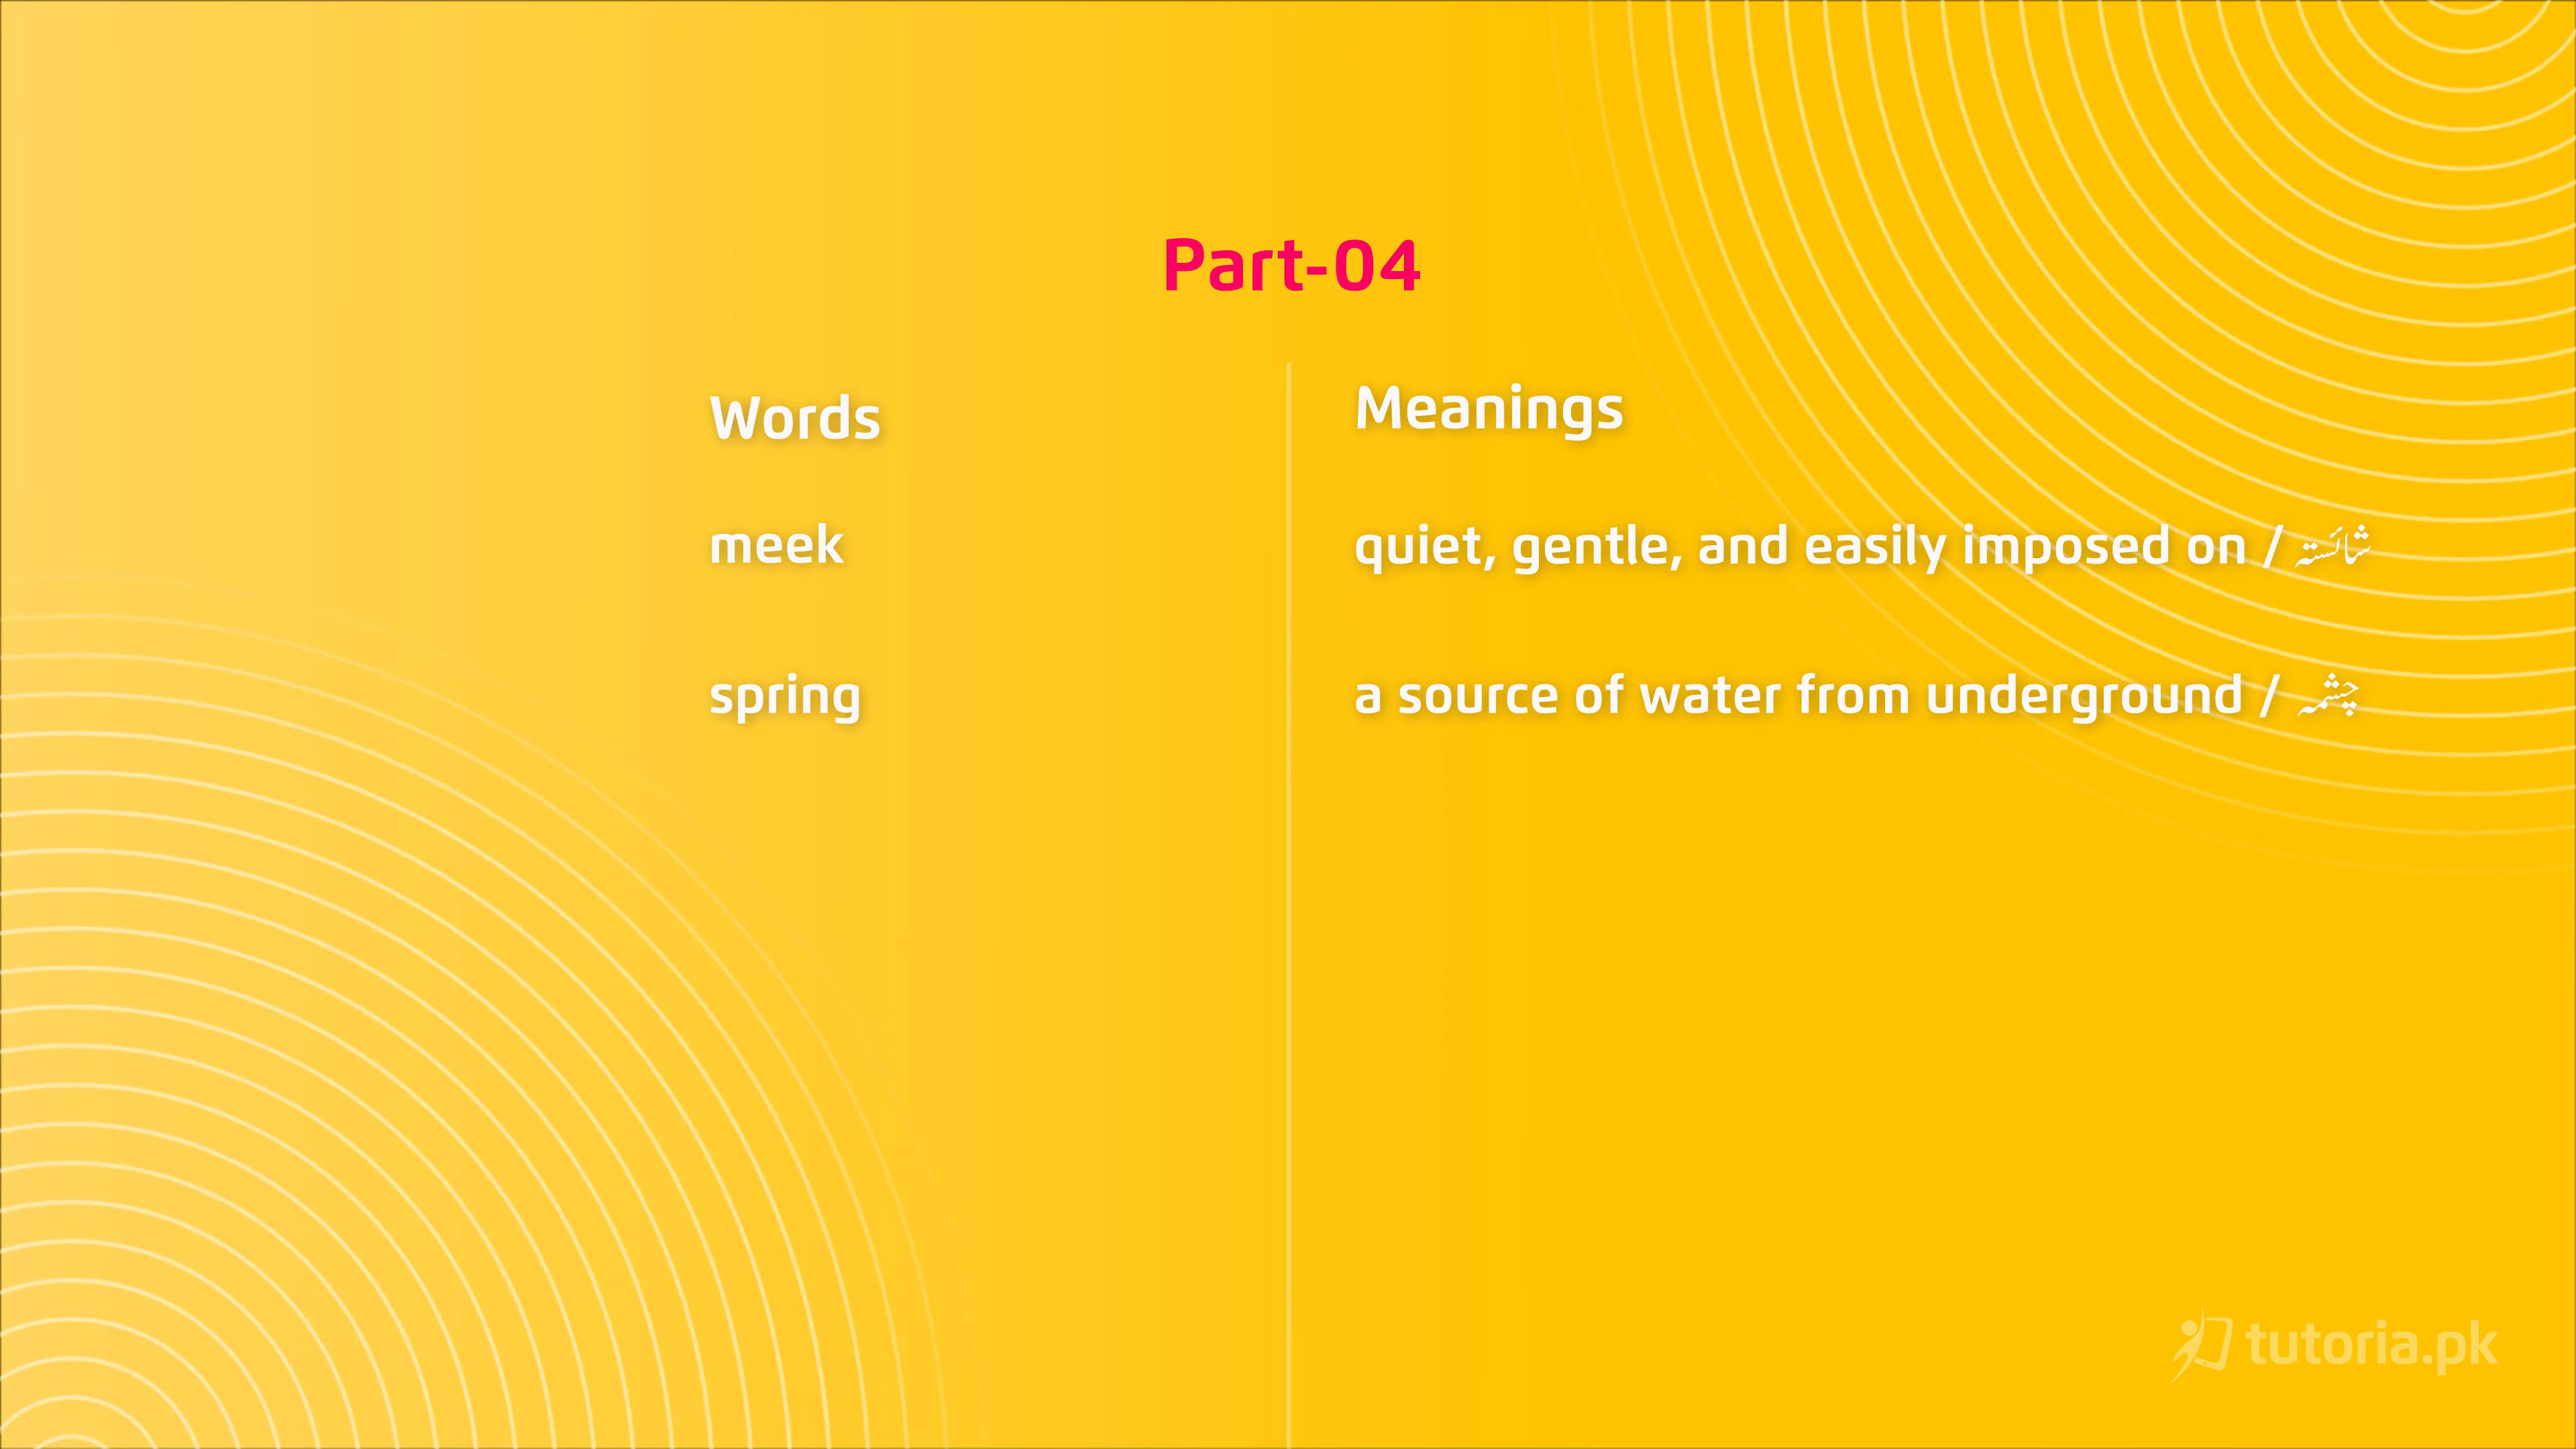 Part-04
Words
Meanings
meek
quiet, gentle, and easily imposed on / شائستہ
spring
a source of water from underground / چشمہ
tutoria.pk